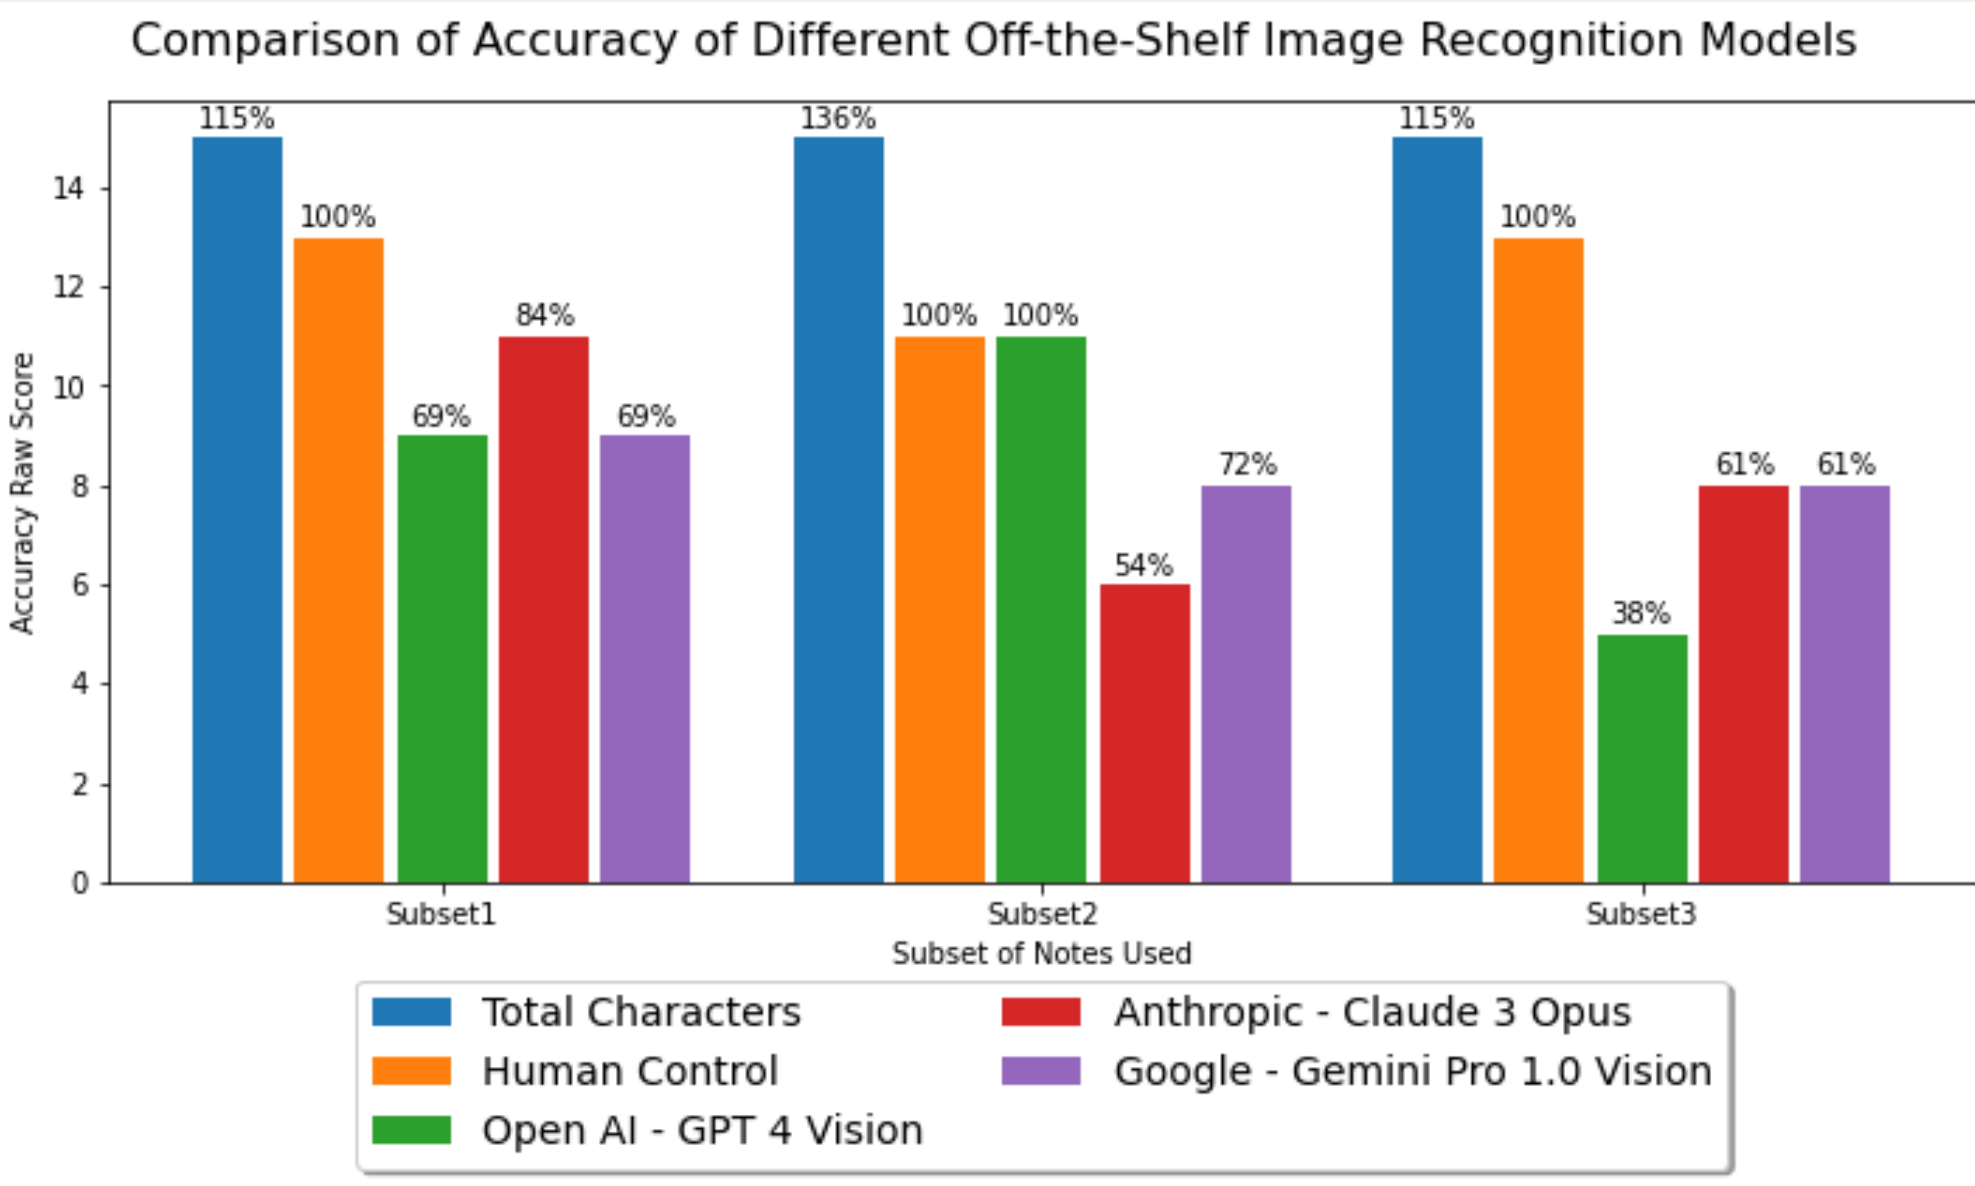 Comparison of Accuracy of Different Off-the-Shelf Image Recognition Models
115% 136% 115%
14
100% 100%
12
84% 100% 100%
10
69% 69%
8
72% 61% 61%
6
54%
38%
4
2
0
Accuracy Raw Score
Subset1 Subset2 Subset3
Subset of Notes Used
Total Characters
Human Control
Open AI - GPT 4 Vision
Anthropic - Claude 3 Opus
Google - Gemini Pro 1.0 Vision